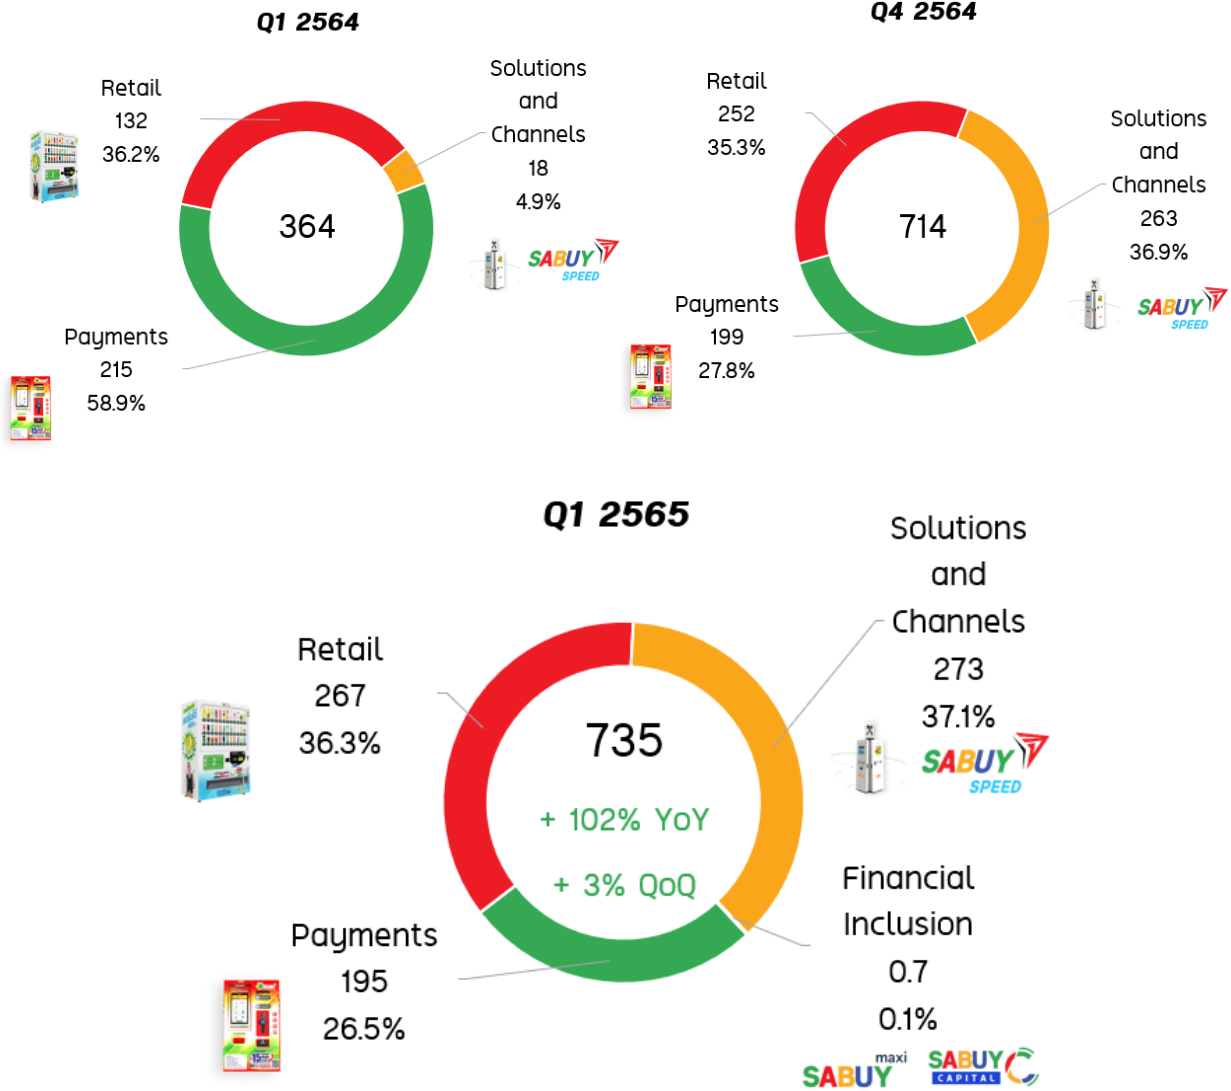 Q1 2564
Retail
132
36.2%
Solutions
and
Channels
18
4.9%
364
SABUY
SPEED
Payments
215
58.9%
Q4 2564
Retail
252
35.3%
Solutions
and
Channels
263
36.9%
714
SABUY
SPEED
Payments
199
27.8%
Q1 2565
Solutions
and
Channels
273
37.1%
SABUY
SPEED
Retail
267
36.3%
735
+ 102% YoY
+ 3% QoQ
Financial
Inclusion
0.7
0.1%
SABUY maxi
SABUY
CAPITAL
Payments
195
26.5%